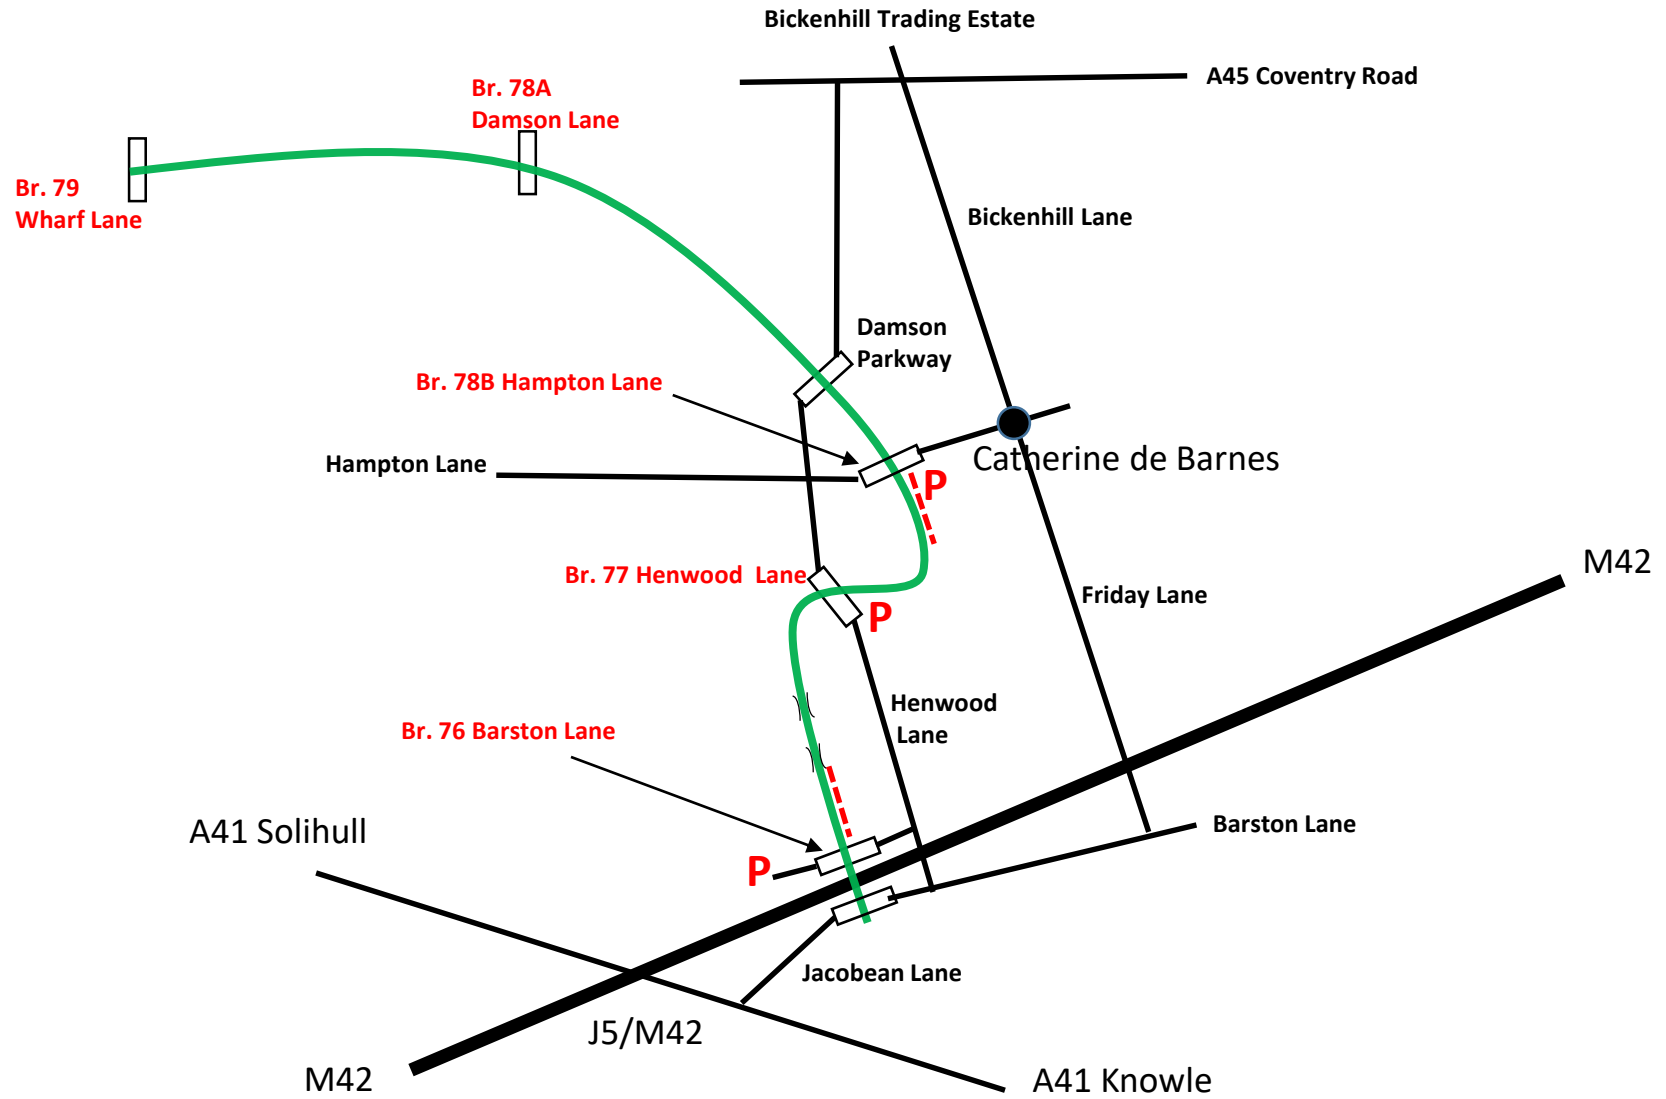 Bickenhill Trading Estate
A45 Coventry Road
Br. 78A
Damson Lane
Br. 79
Wharf Lane
Bickenhill Lane
Damson
Parkway
Br. 78B Hampton Lane
Hampton Lane
Catherine de Barnes
P
M42
Br. 77 Henwood  Lane
P
Friday Lane
Henwood
Lane
Br. 76 Barston Lane
A41 Solihull
Barston Lane
P
Jacobean Lane
J5/M42
M42
A41 Knowle